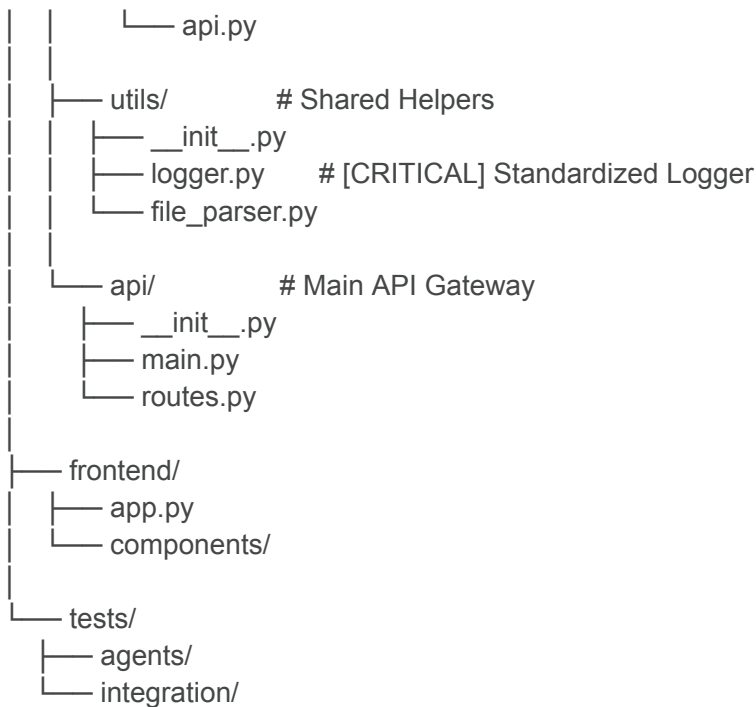 │   │       └── api.py
│   │
│   ├── utils/           # Shared Helpers
│   │   ├── __init__.py
│   │   ├── logger.py       # [CRITICAL] Standardized Logger
│   │   └── file_parser.py
│   │
│   └── api/             # Main API Gateway
│       ├── __init__.py
│       ├── main.py
│       └── routes.py
│
├── frontend/
│   ├── app.py
│   └── components/
│
└── tests/
    ├── agents/
    └── integration/